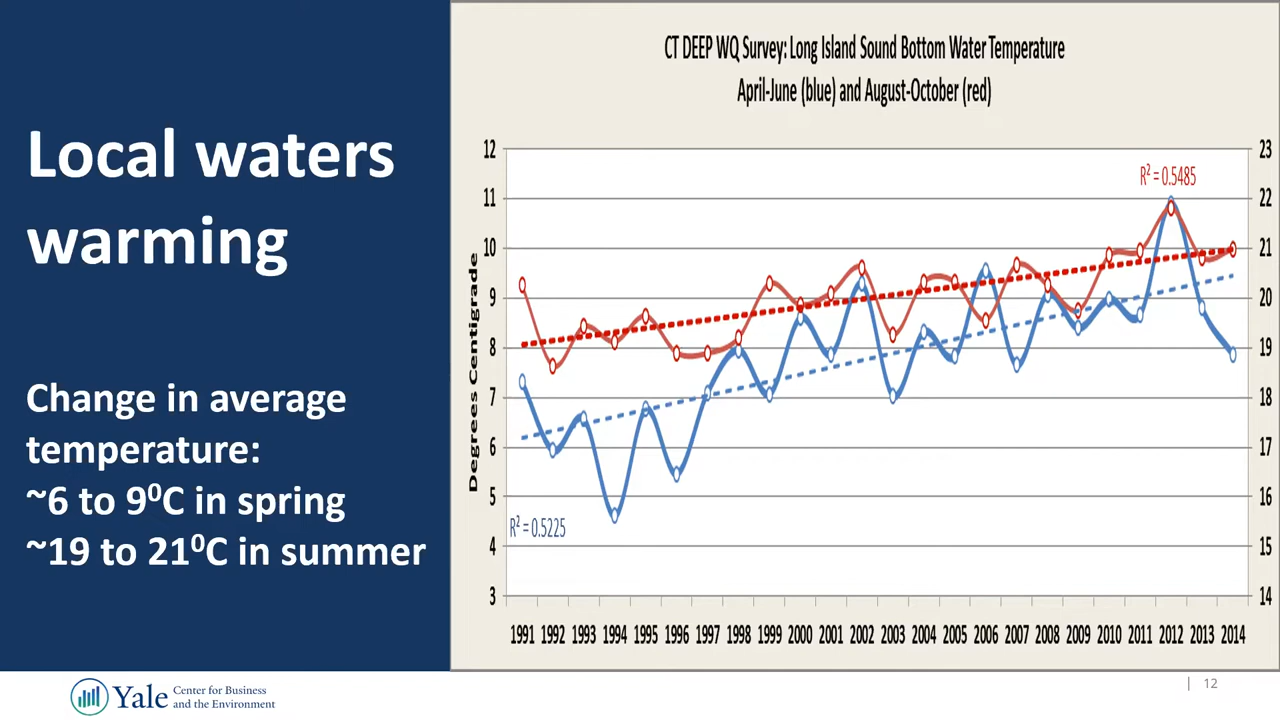 Local waters
warming
Change in average
temperature:
~6 to 9⁰C in spring
~19 to 21⁰C in summer
CT DEEP WQ Survey: Long Island Sound Bottom Water Temperature
April-June (blue) and August-October (red)
Degrees Centigrade
12
11
10
9
8
7
6
5
4
3
23
22
21
20
19
18
17
16
15
14
R² = 0.5485
R² = 0.5225
1991 1992 1993 1994 1995 1996 1997 1998 1999 2000 2001 2002 2003 2004 2005 2006 2007 2008 2009 2010 2011 2012 2013 2014
Yale Center for Business
and the Environment
| 12